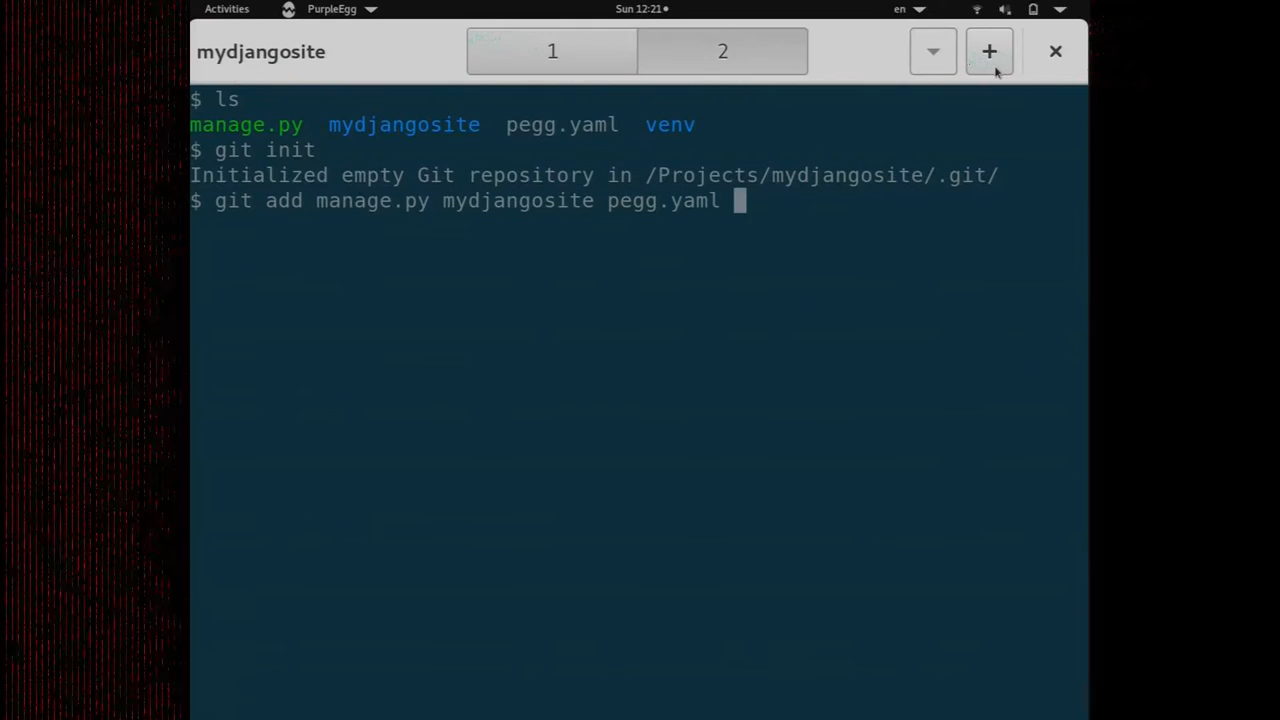 Activities PurpleEgg Sun 12:21 en
mydjangosite 1 2
$ ls
manage.py mydjangosite pegg.yaml venv
$ git init
Initialized empty Git repository in /Projects/mydjangosite/.git/
$ git add manage.py mydjangosite pegg.yaml